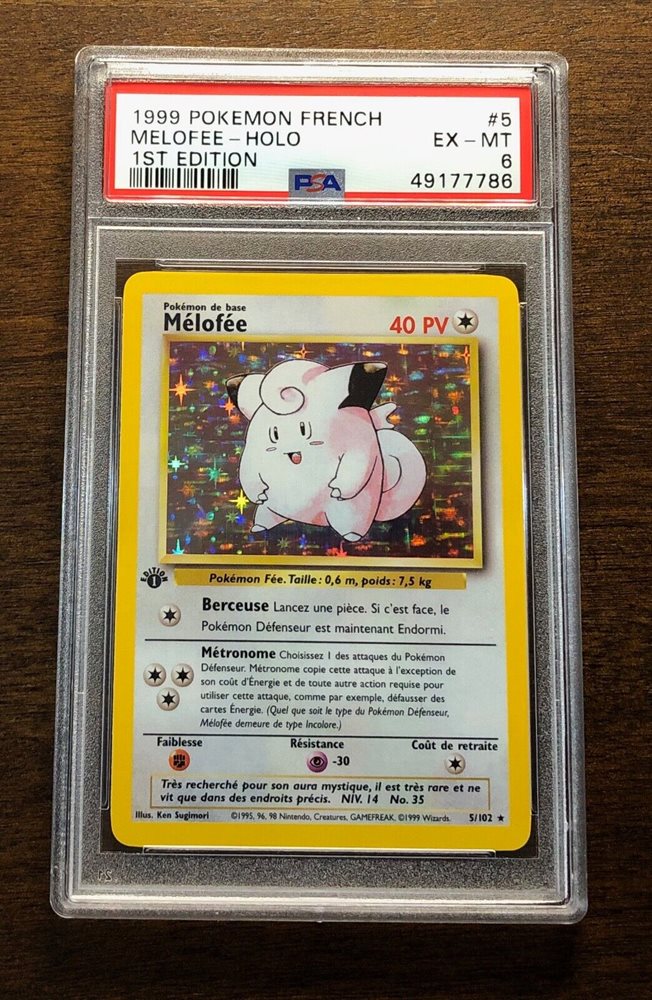 1999 POKEMON FRENCH #5
MELOFEE – HOLO EX – MT
1ST EDITION 6
PSA 49177786
Pokémon de base
Mélofée 40 PV
EDITION 1
Pokémon Fée. Taille : 0,6 m, poids : 7,5 kg
Berceuse Lancez une pièce. Si c'est face, le
Pokémon Défenseur est maintenant Endormi.
Métronome Choisissez 1 des attaques du Pokémon
Défenseur. Métronome copie cette attaque à l'exception de
son coût d'Énergie et de toute autre action requise pour
utiliser cette attaque, comme par exemple, défausser des
cartes Énergie. (Quel que soit le type du Pokémon Défenseur,
Mélofée demeure de type Incolore.)
Faiblesse Résistance Coût de retraite
-30
Très recherché pour son aura mystique, il est très rare et ne
vit que dans des endroits précis. NIV. 14 No. 35
Illus. Ken Sugimori ©1995, 96, 98 Nintendo, Creatures, GAMEFREAK. ©1999 Wizards. 5/102 ★